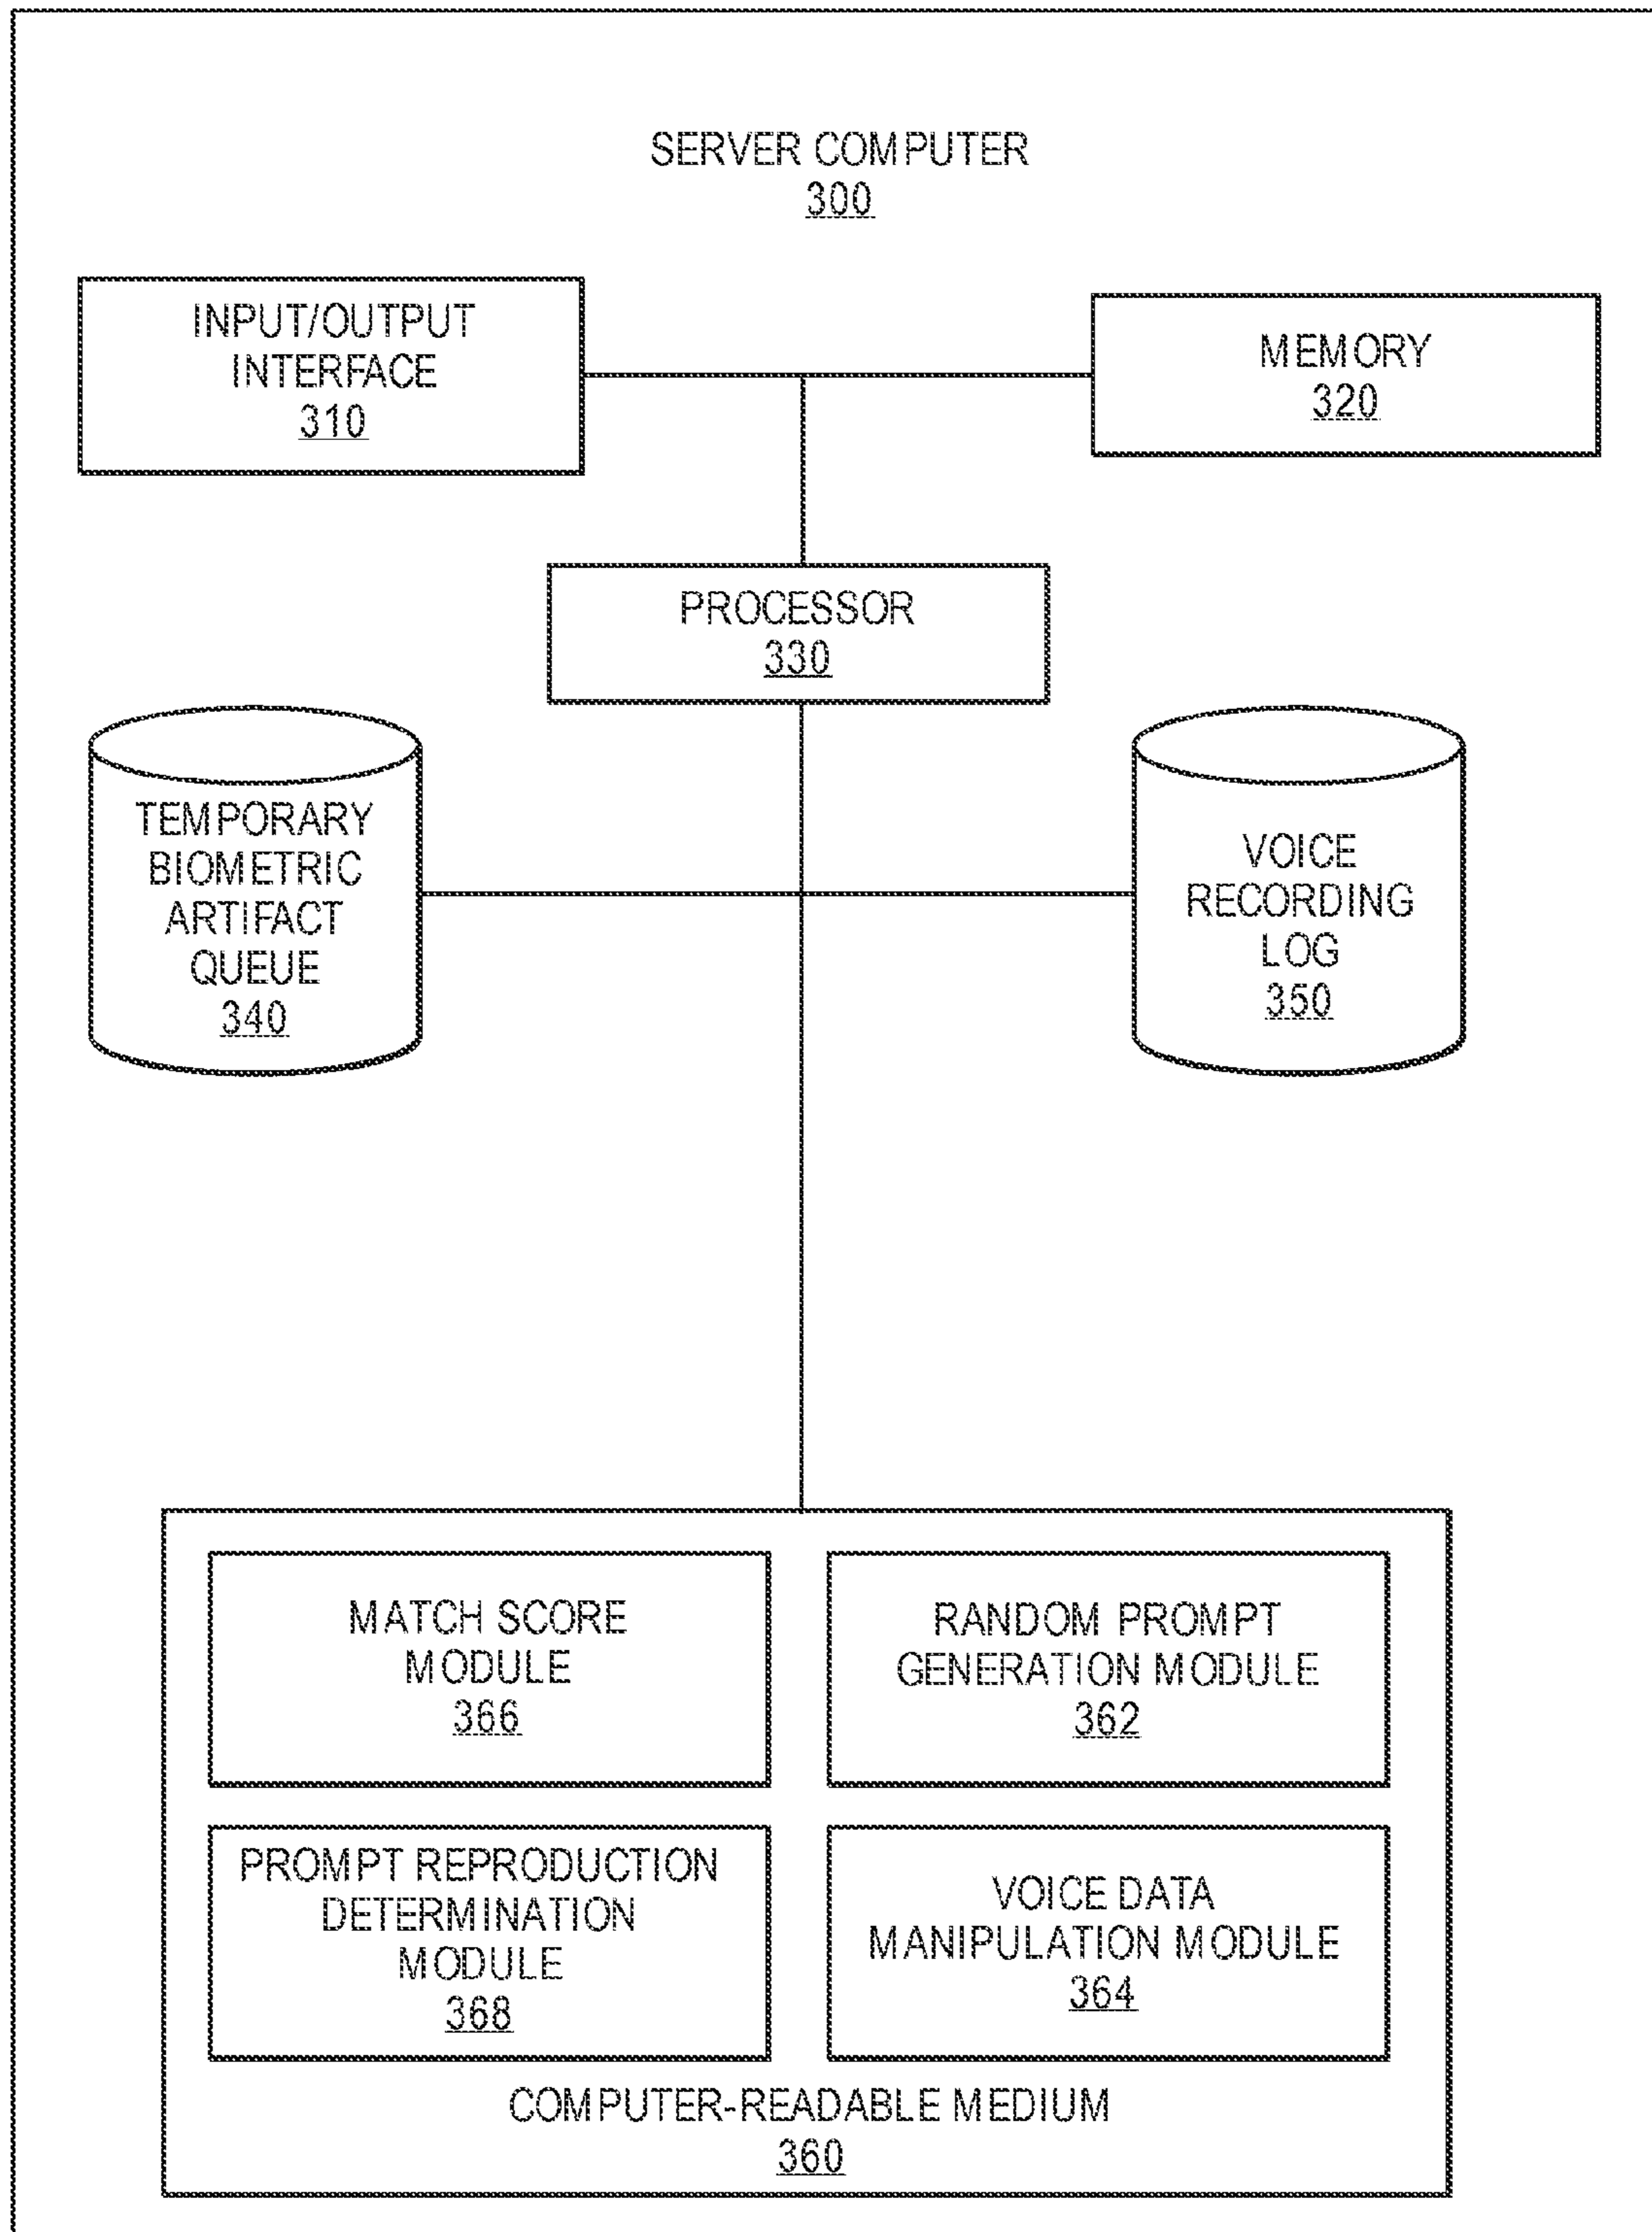 SERVER COMPUTER
300
INPUT/OUTPUT
INTERFACE
310
MEMORY
320
PROCESSOR
330
TEMPORARY
BIOMETRIC
ARTIFACT
QUEUE
340
VOICE
RECORDING
LOG
350
MATCH SCORE
MODULE
366
RANDOM PROMPT
GENERATION MODULE
362
PROMPT REPRODUCTION
DETERMINATION
MODULE
368
VOICE DATA
MANIPULATION MODULE
364
COMPUTER-READABLE MEDIUM
360